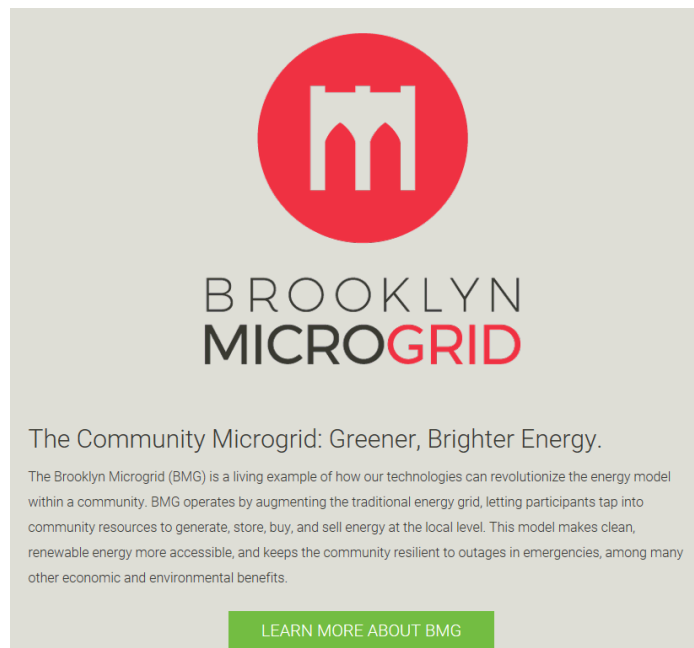 BROOKLYN
MICROGRID
The Community Microgrid: Greener, Brighter Energy.
The Brooklyn Microgrid (BMG) is a living example of how our technologies can revolutionize the energy model
within a community. BMG operates by augmenting the traditional energy grid, letting participants tap into
community resources to generate, store, buy, and sell energy at the local level. This model makes clean,
renewable energy more accessible, and keeps the community resilient to outages in emergencies, among many
other economic and environmental benefits.
LEARN MORE ABOUT BMG